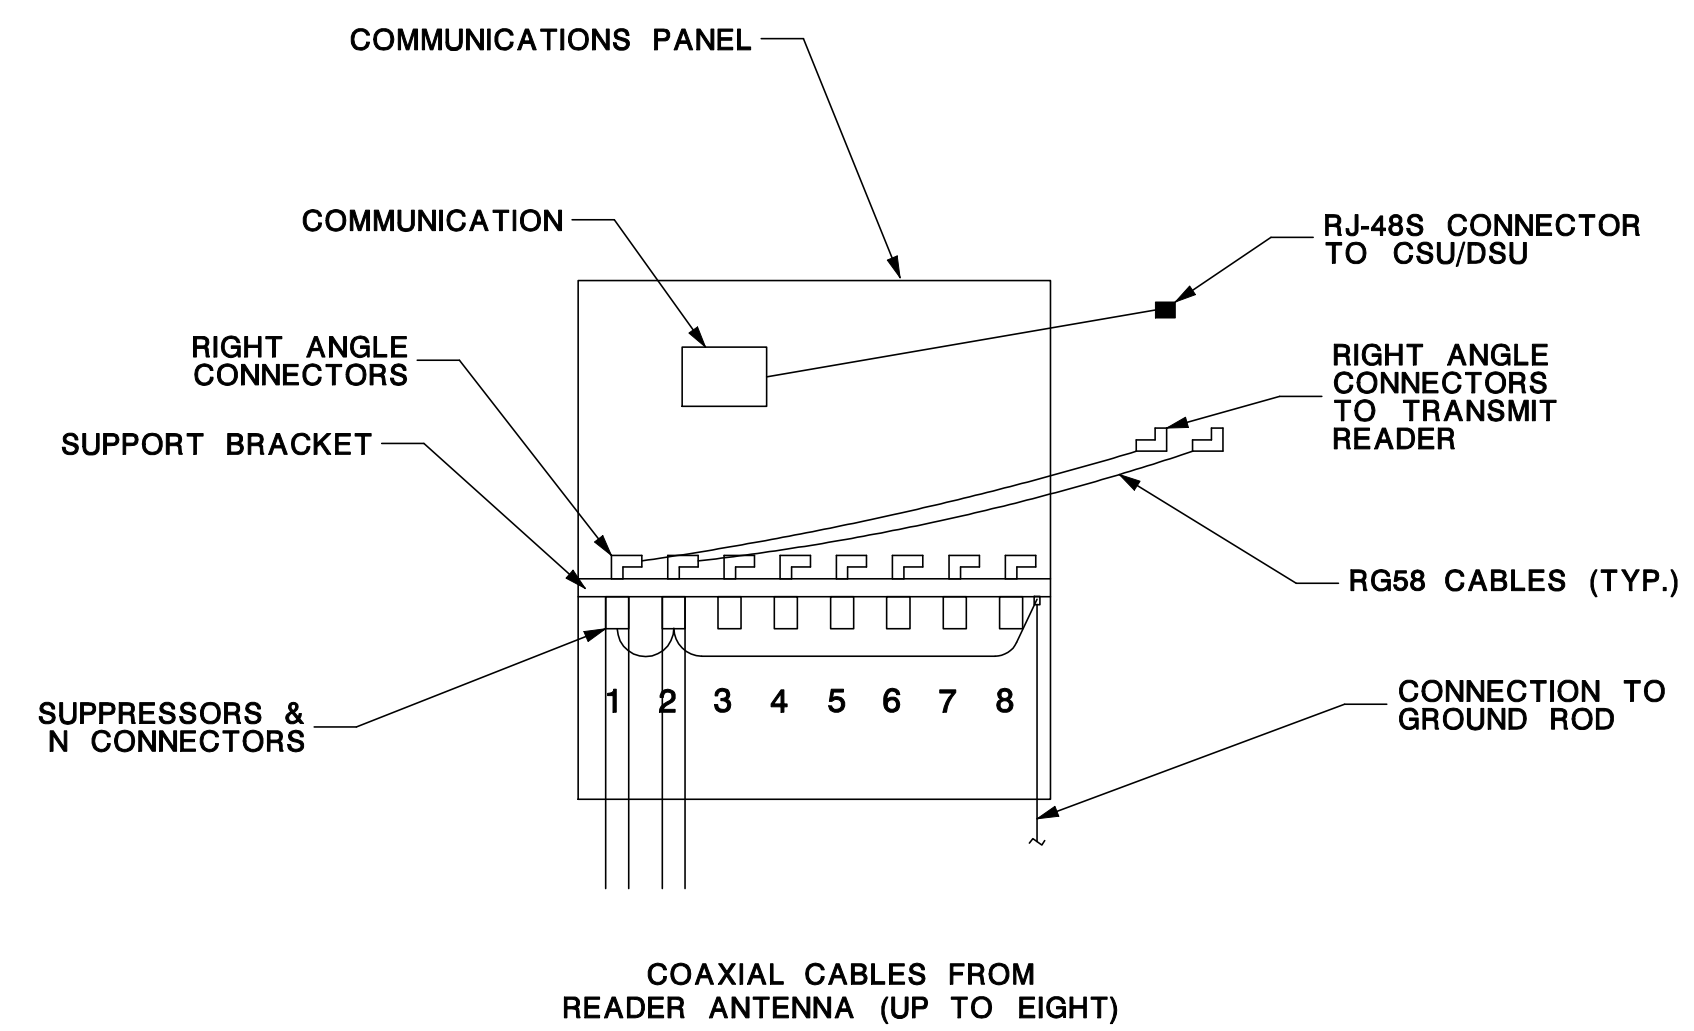 COMMUNICATIONS PANEL
COMMUNICATION
RJ-48S CONNECTOR
TO CSU/DSU
RIGHT ANGLE
CONNECTORS
RIGHT ANGLE
CONNECTORS
TO TRANSMIT
READER
SUPPORT BRACKET
RG58 CABLES (TYP.)
1 2 3 4 5 6 7 8
SUPPRESSORS &
N CONNECTORS
CONNECTION TO
GROUND ROD
COAXIAL CABLES FROM
READER ANTENNA (UP TO EIGHT)